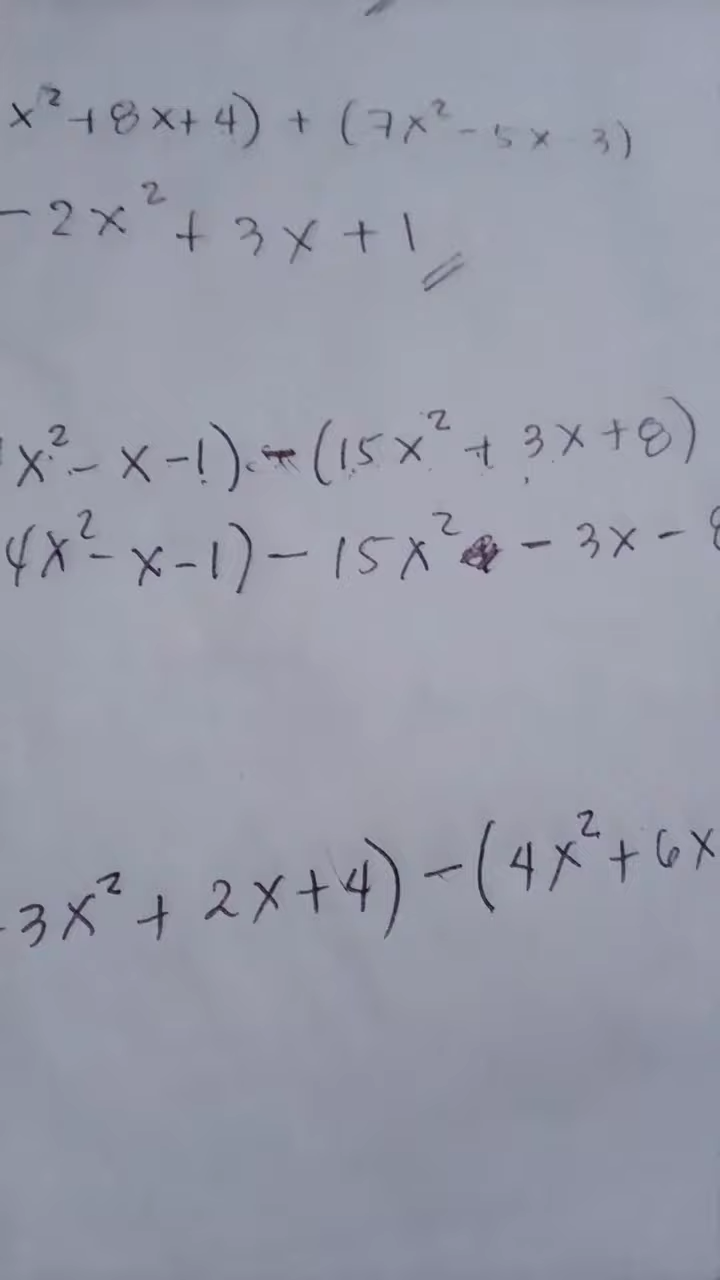 x² + 8x + 4) + (7x² - 5x - 3)
- 2x² + 3x + 1
x² - x - 1) - (15x² + 3x + 8)
4x² - x - 1) - 15x² - 3x - 8
- 3x² + 2x + 4) - (4x² + 6x